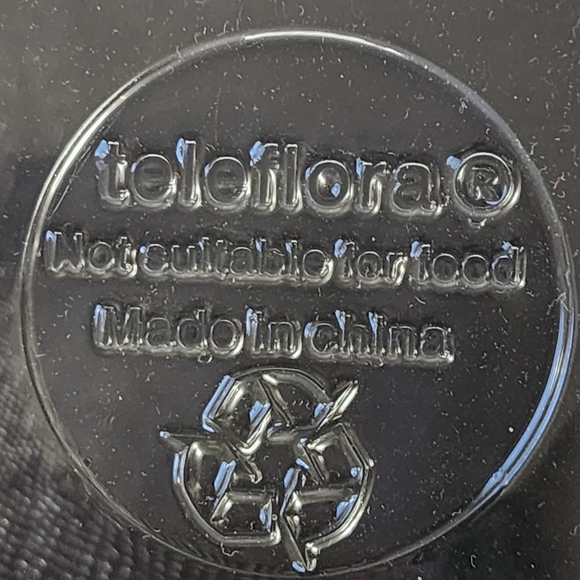 teleflora®
Not suitable for food
Made in china